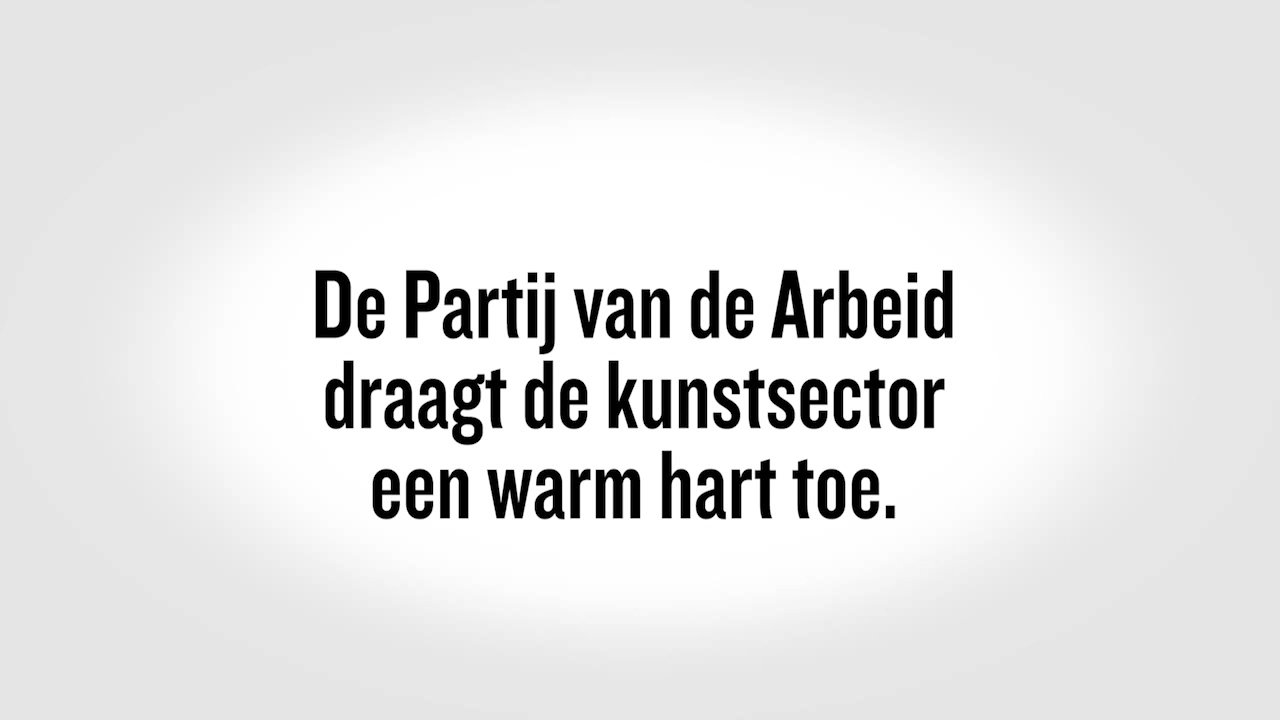 De Partij van de Arbeid
draagt de kunstsector
een warm hart toe.